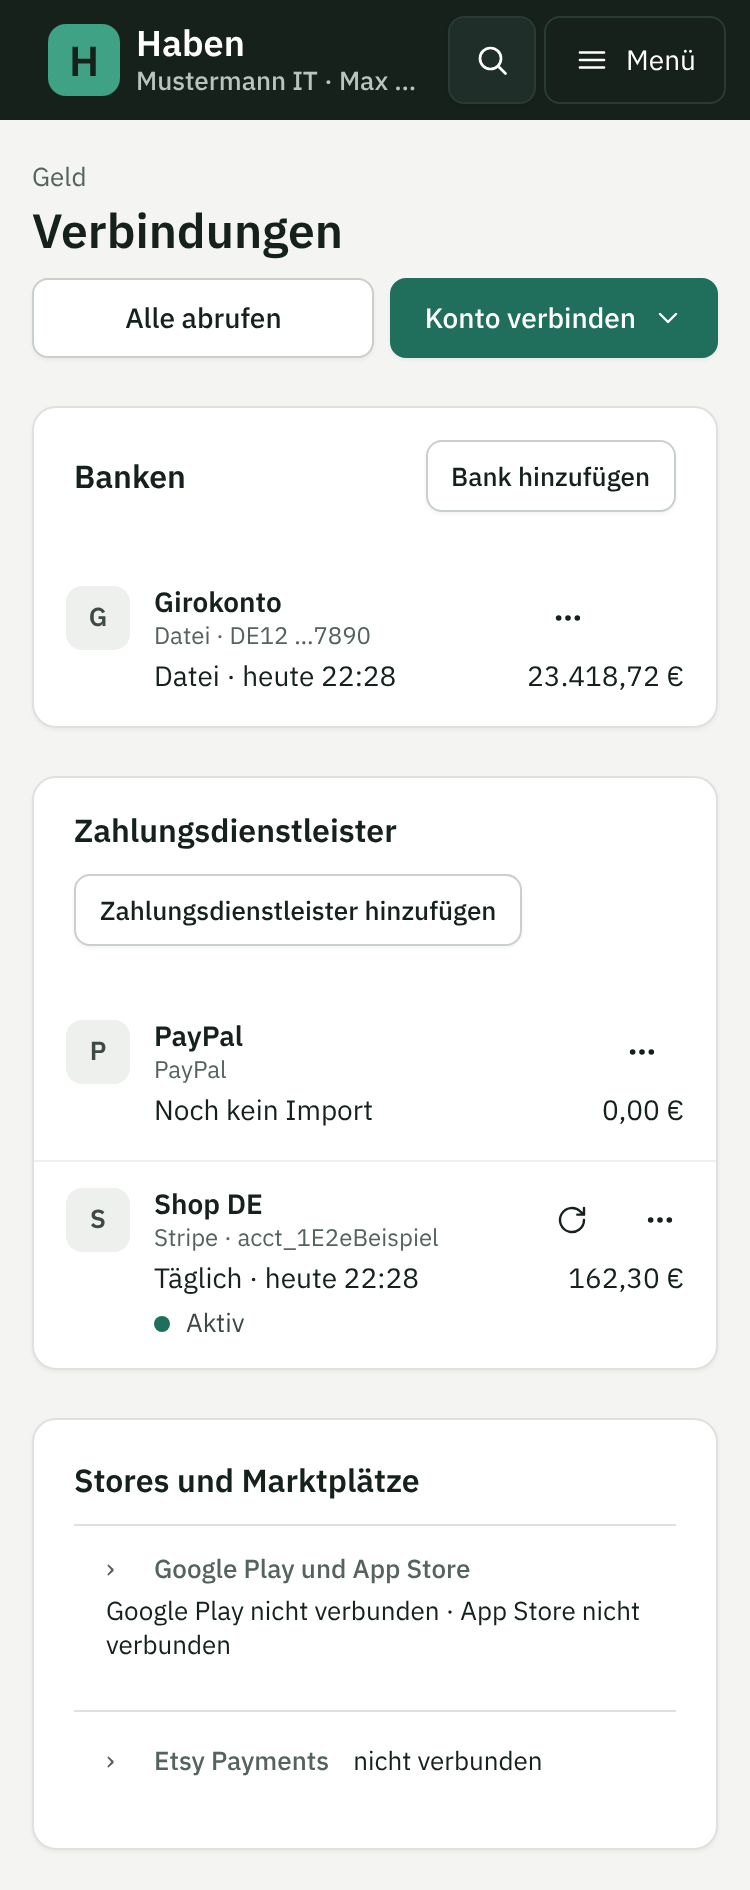 H
Haben
Mustermann IT · Max ...
Menü
Geld
Verbindungen
Alle abrufen
Konto verbinden
Banken
Bank hinzufügen
G
Girokonto
Datei · DE12 ...7890
Datei · heute 22:28
23.418,72 €
Zahlungsdienstleister
Zahlungsdienstleister hinzufügen
P
PayPal
PayPal
Noch kein Import
0,00 €
S
Shop DE
Stripe · acct_1E2eBeispiel
Täglich · heute 22:28
162,30 €
Aktiv
Stores und Marktplätze
Google Play und App Store
Google Play nicht verbunden · App Store nicht
verbunden
Etsy Payments nicht verbunden